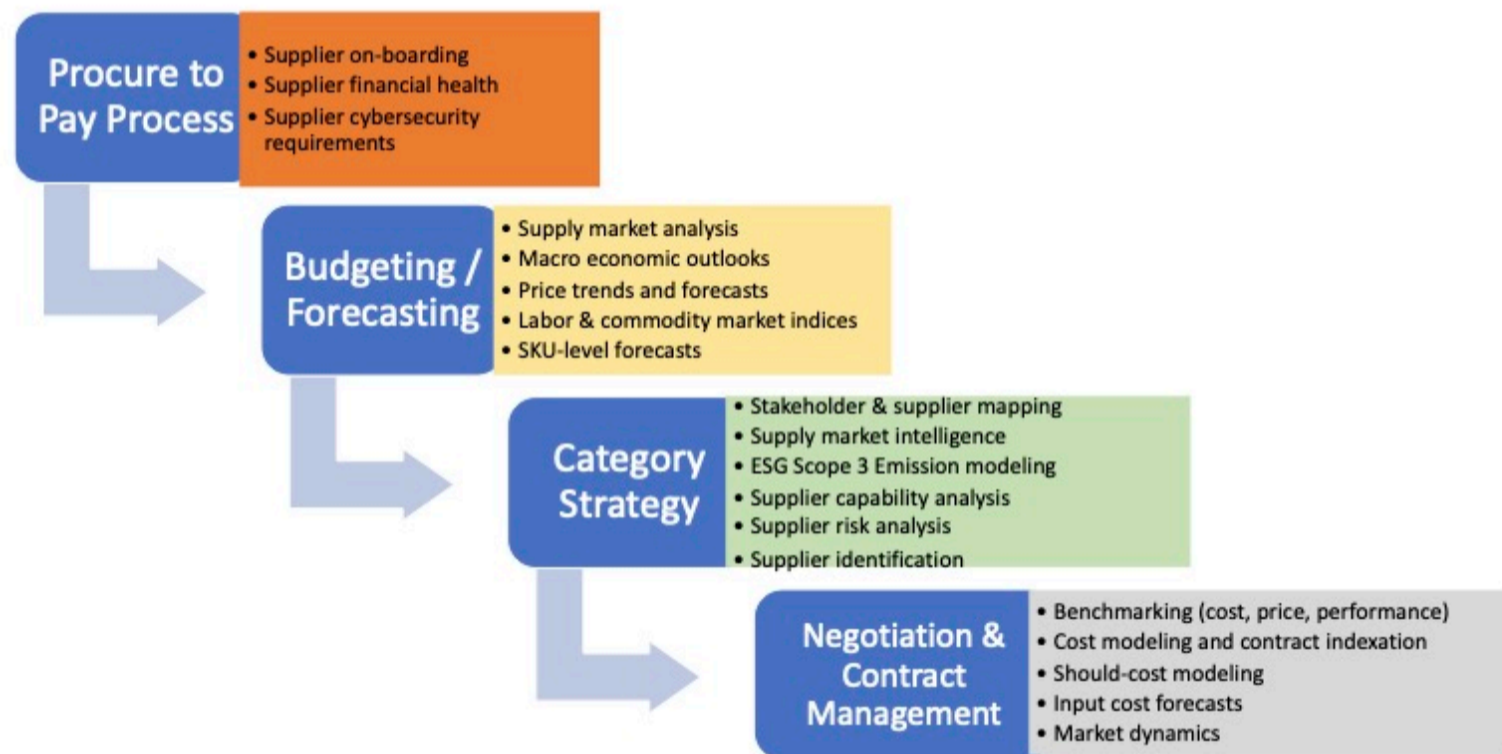 Procure to
Pay Process
• Supplier on-boarding
• Supplier financial health
• Supplier cybersecurity
requirements
Budgeting /
Forecasting
• Supply market analysis
• Macro economic outlooks
• Price trends and forecasts
• Labor & commodity market indices
• SKU-level forecasts
Category
Strategy
• Stakeholder & supplier mapping
• Supply market intelligence
• ESG Scope 3 Emission modeling
• Supplier capability analysis
• Supplier risk analysis
• Supplier identification
Negotiation &
Contract
Management
• Benchmarking (cost, price, performance)
• Cost modeling and contract indexation
• Should-cost modeling
• Input cost forecasts
• Market dynamics